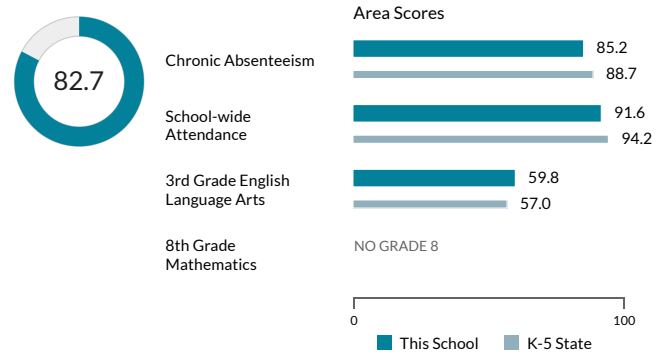 Area Scores
82.7
Chronic Absenteeism
85.2
88.7
School-wide
Attendance
91.6
94.2
3rd Grade English
Language Arts
59.8
57.0
8th Grade
Mathematics
NO GRADE 8
0
100
This School
K-5 State